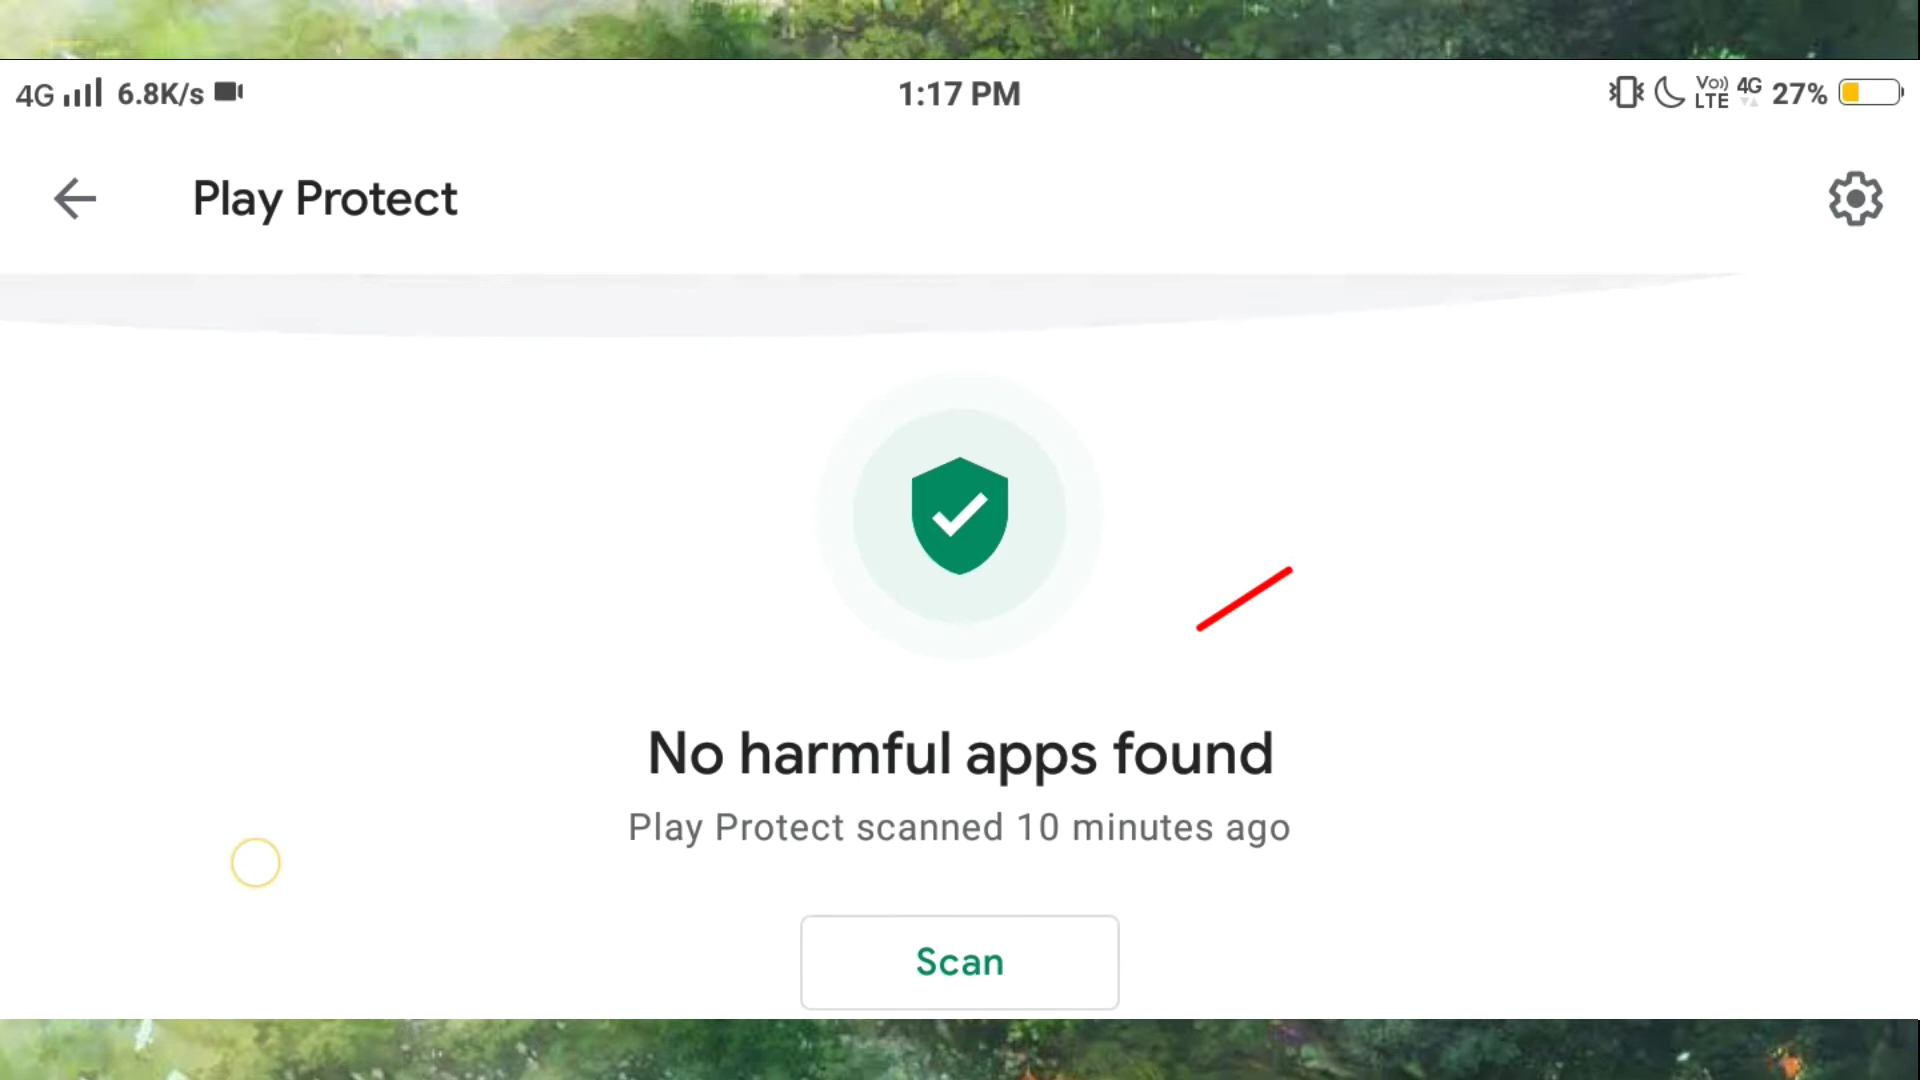 4G 6.8K/s 1:17 PM Vo)) LTE 4G 27%
Play Protect
No harmful apps found
Play Protect scanned 10 minutes ago
Scan